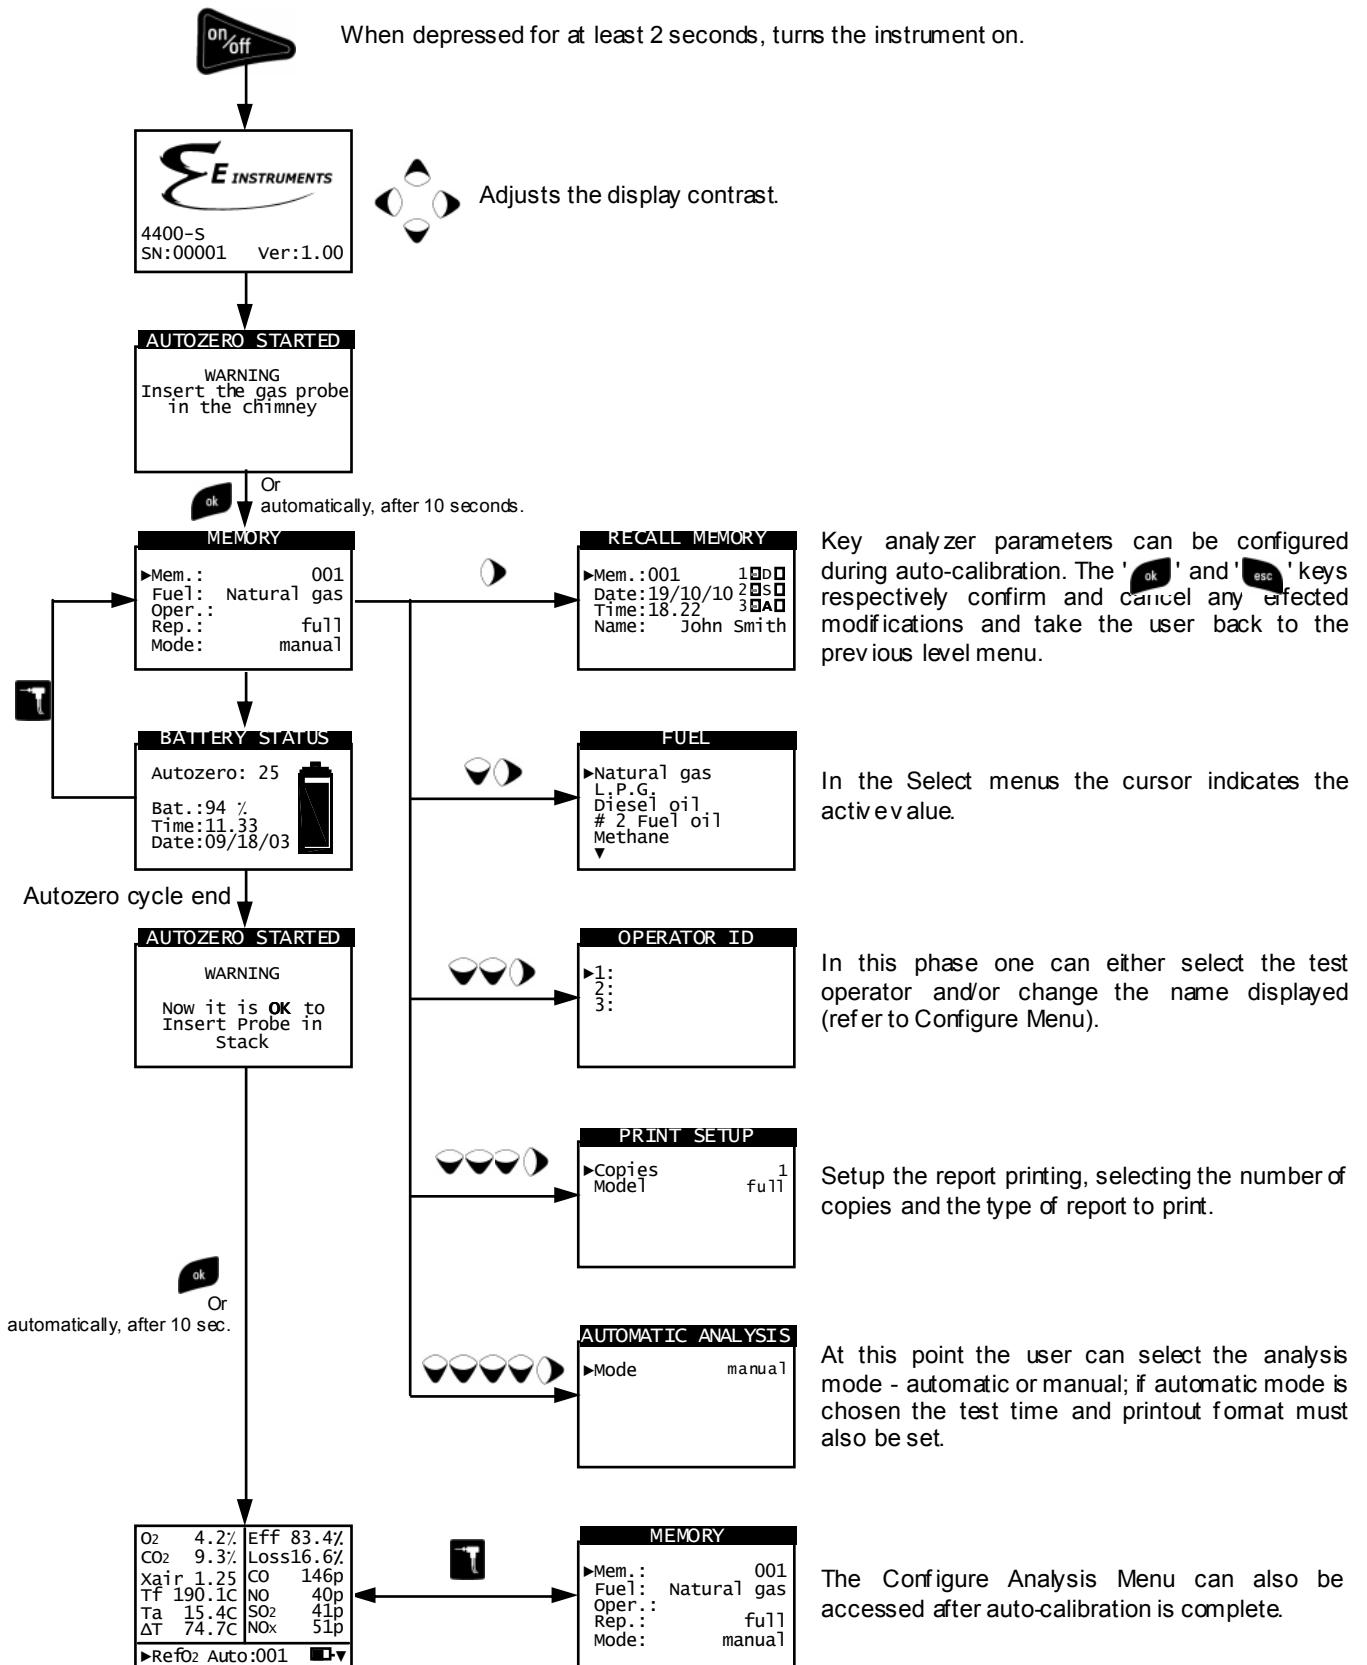 on/off
When depressed for at least 2 seconds, turns the instrument on.
E INSTRUMENTS
4400-S
SN:00001 Ver:1.00
Adjusts the display contrast.
AUTOZERO STARTED
WARNING
Insert the gas probe
in the chimney
ok
Or
automatically, after 10 seconds.
MEMORY
▶Mem.: 001
Fuel: Natural gas
Oper.:
Rep.: full
Mode: manual
RECALL MEMORY
▶Mem.:001 1 D
Date:19/10/10 2 S
Time:18.22 3 A
Name: John Smith
Key analyzer parameters can be configured
during auto-calibration. The ' ok ' and ' esc ' keys
respectively confirm and cancel any effected
modifications and take the user back to the
previous level menu.
BATTERY STATUS
Autozero: 25
Bat.:94 %
Time:11.33
Date:09/18/03
FUEL
▶Natural gas
L.P.G.
Diesel oil
# 2 Fuel oil
Methane
▼
In the Select menus the cursor indicates the
active value.
Autozero cycle end
AUTOZERO STARTED
WARNING
Now it is OK to
Insert Probe in
Stack
OPERATOR ID
▶1:
2:
3:
In this phase one can either select the test
operator and/or change the name displayed
(refer to Configure Menu).
PRINT SETUP
▶Copies 1
Model full
Setup the report printing, selecting the number of
copies and the type of report to print.
ok
Or
automatically, after 10 sec.
AUTOMATIC ANALYSIS
▶Mode manual
At this point the user can select the analysis
mode - automatic or manual; if automatic mode is
chosen the test time and printout format must
also be set.
O2 4.2% Eff 83.4%
CO2 9.3% Loss16.6%
Xair 1.25 CO 146p
Tf 190.1C NO 40p
Ta 15.4C SO2 41p
ΔT 74.7C NOx 51p
▶RefO2 Auto:001 ▼
MEMORY
▶Mem.: 001
Fuel: Natural gas
Oper.:
Rep.: full
Mode: manual
The Configure Analysis Menu can also be
accessed after auto-calibration is complete.